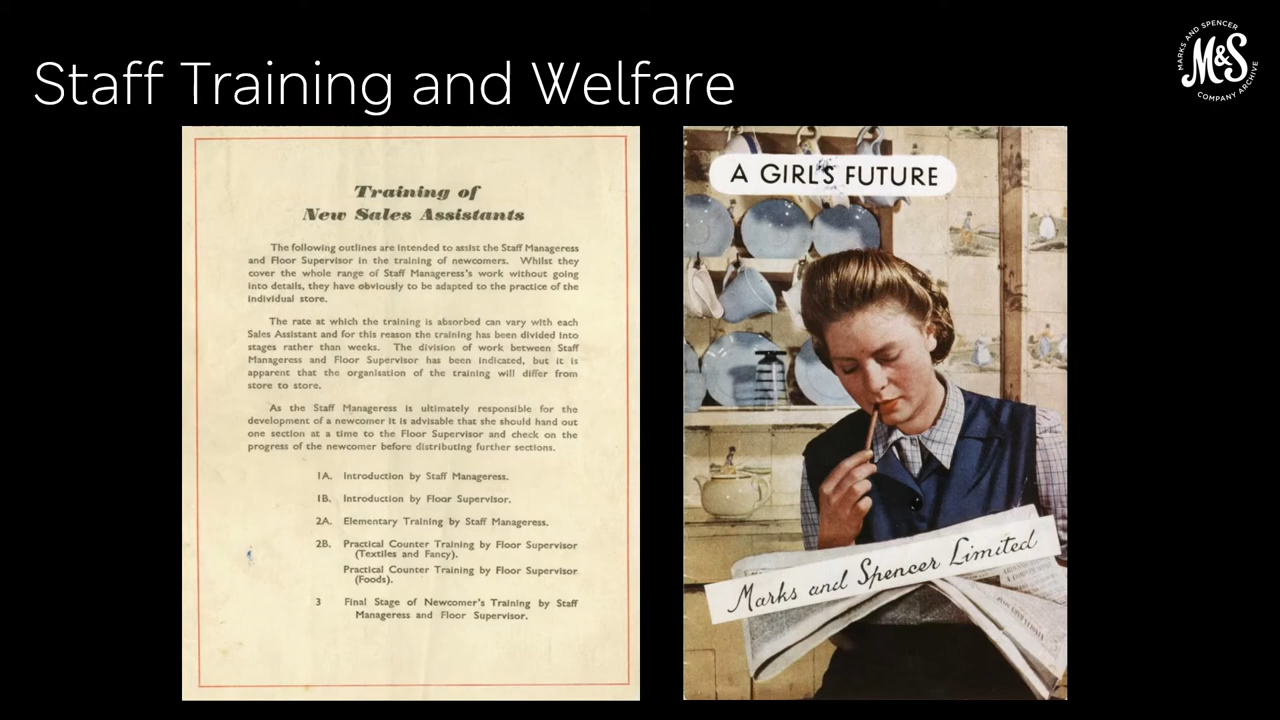 Staff Training and Welfare
MARKS AND SPENCER
M&S
COMPANY ARCHIVE
Training of
New Sales Assistants
The following outlines are intended to assist the Staff Manageress
and Floor Supervisor in the training of newcomers. Whilst they
cover the whole range of Staff Manageress's work without going
into details, they have obviously to be adapted to the practice of the
individual store.
The rate at which the training is absorbed can vary with each
Sales Assistant and for this reason the training has been divided into
stages rather than weeks. The division of work between Staff
Manageress and Floor Supervisor has been indicated, but it is
apparent that the organisation of the training will differ from
store to store.
As the Staff Manageress is ultimately responsible for the
development of a newcomer it is advisable that she should hand out
one section at a time to the Floor Supervisor and check on the
progress of the newcomer before distributing further sections.
1A. Introduction by Staff Manageress.
1B. Introduction by Floor Supervisor.
2A. Elementary Training by Staff Manageress.
2B. Practical Counter Training by Floor Supervisor
(Textiles and Fancy).
Practical Counter Training by Floor Supervisor
(Foods).
3 Final Stage of Newcomer's Training by Staff
Manageress and Floor Supervisor.
A GIRL'S FUTURE
Marks and Spencer Limited